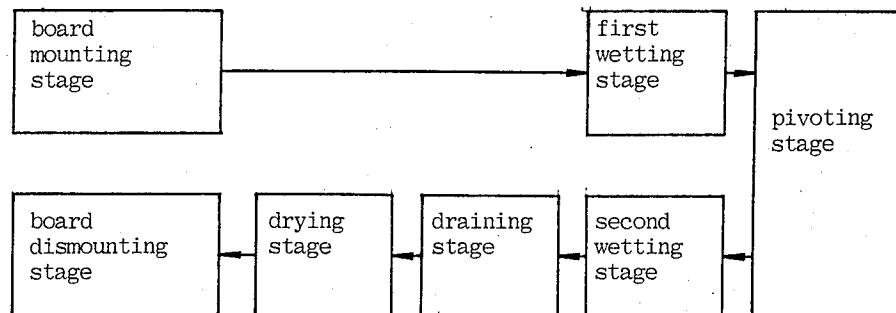 board
mounting
stage
first
wetting
stage
pivoting
stage
board
dismounting
stage
drying
stage
draining
stage
second
wetting
stage